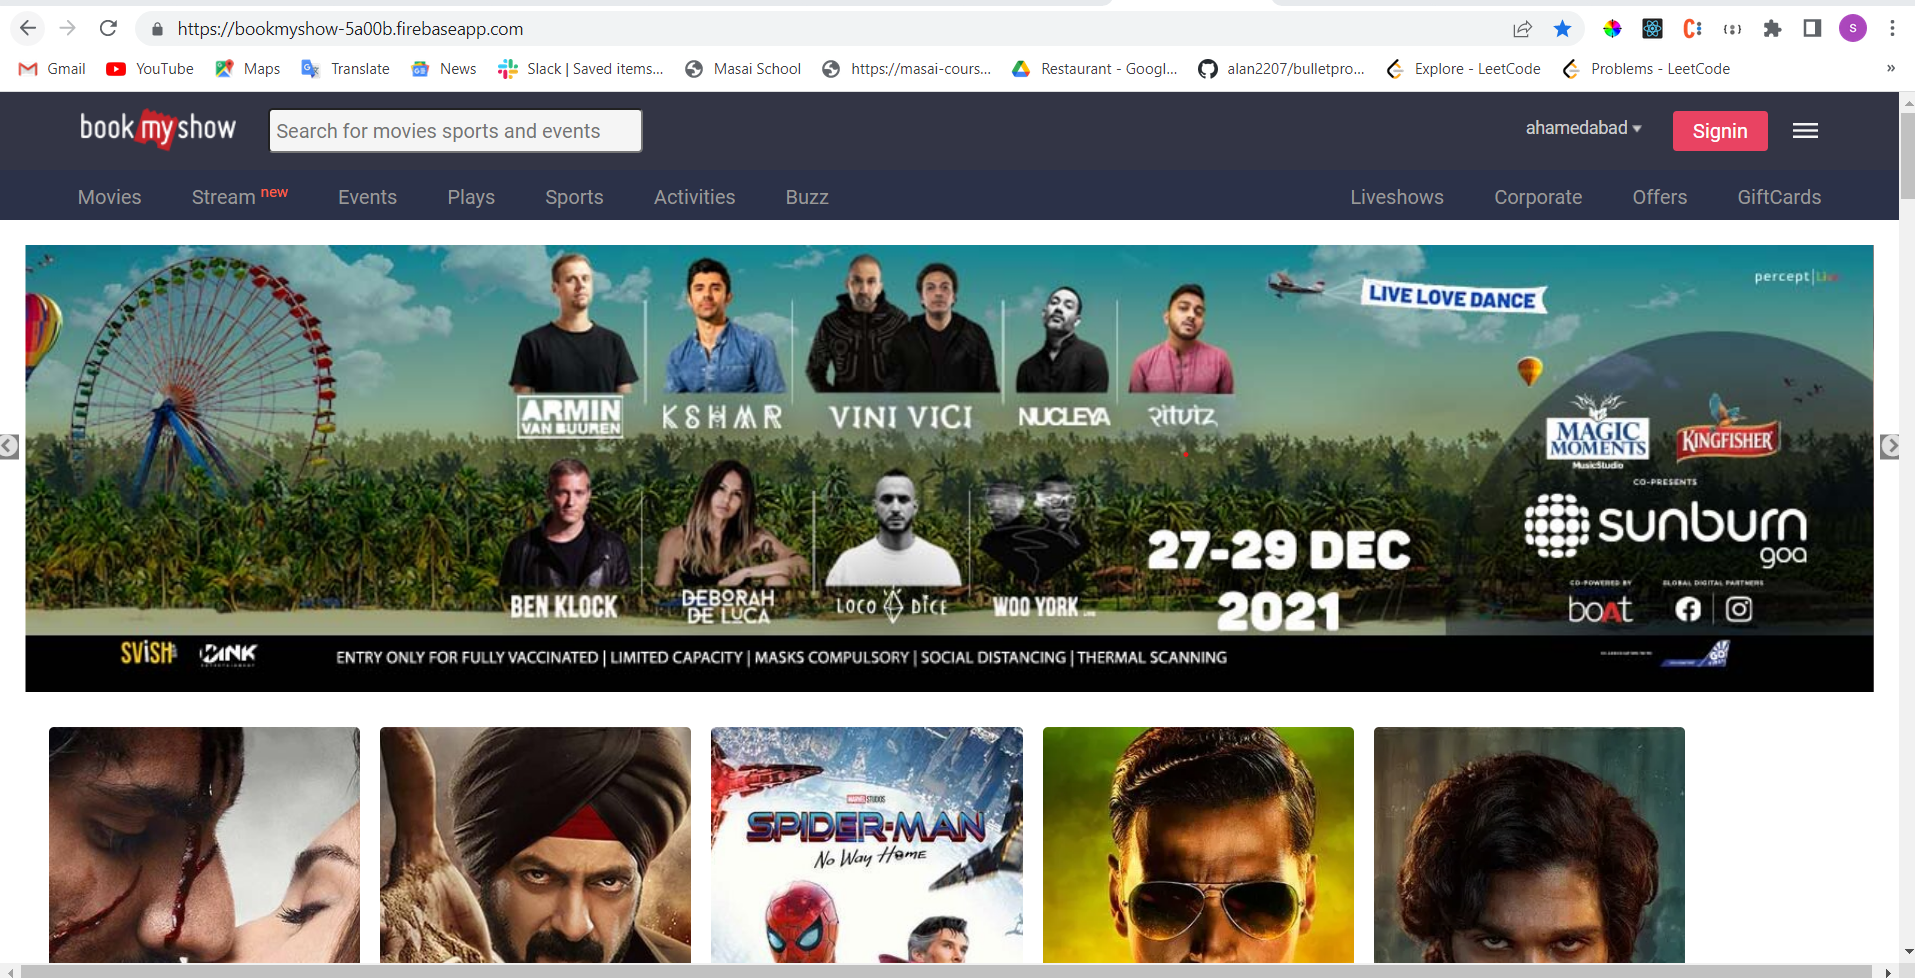 https://bookmyshow-5a00b.firebaseapp.com
S
Gmail YouTube Maps Translate News Slack | Saved items... Masai School https://masai-cours... Restaurant - Googl... alan2207/bulletpro... Explore - LeetCode Problems - LeetCode »
book my show Search for movies sports and events ahamedabad Signin
Movies Stream new Events Plays Sports Activities Buzz Liveshows Corporate Offers GiftCards
percept Live
LIVE LOVE DANCE
ARMIN VAN BUUREN KSHMR VINI VICI NUCLEYA रितviz
MAGIC MOMENTS
MusicStudio
KINGFISHER
CO-PRESENTS
sunburn
goa
27-29 DEC
2021
BEN KLOCK DEBORAH DE LUCA LOCO DICE WOO YORK
CO-POWERED BY GLOBAL DIGITAL PARTNERS
boAt
SVISH DANK
ENTRY ONLY FOR FULLY VACCINATED | LIMITED CAPACITY | MASKS COMPULSORY | SOCIAL DISTANCING | THERMAL SCANNING
GO
MARVEL STUDIOS
SPIDER-MAN
No Way Home